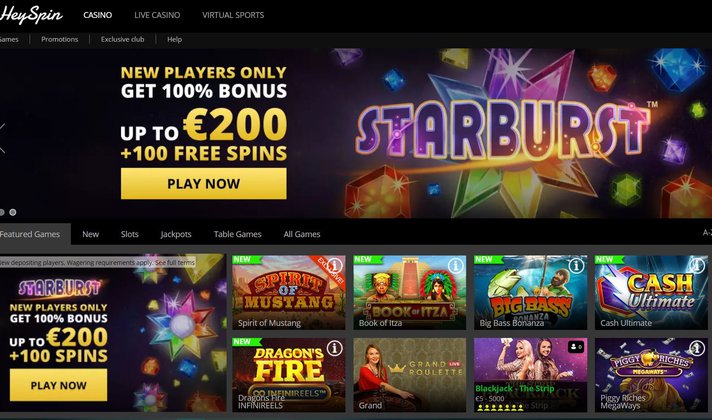 HeySpin
CASINO
LIVE CASINO
VIRTUAL SPORTS
Games
Promotions
Exclusive club
Help
NEW PLAYERS ONLY
GET 100% BONUS
UP TO €200
+100 FREE SPINS
PLAY NOW
STARBURST™
Featured Games
New
Slots
Jackpots
Table Games
All Games
A-Z
New depositing players. Wagering requirements apply. See full terms
STARBURST
NEW PLAYERS ONLY
GET 100% BONUS
UP TO €200
+100 SPINS
PLAY NOW
NEW
EXCLUSIVE
SPIRIT
OF
MUSTANG
Spirit of Mustang
NEW
BOOK OF ITZA
Book of Itza
NEW
BIG BASS
BONANZA
Big Bass Bonanza
NEW
CASH
Ultimate
Cash Ultimate
NEW
DRAGON'S
FIRE
INFINIREELS™
Dragons Fire
INFINIREELS
GRAND LIVE
ROULETTE
Grand
0
Blackjack - The Strip
€5 - 5000
The Strip
NEW
PIGGY RICHES
MEGAWAYS
Piggy Riches
MegaWays